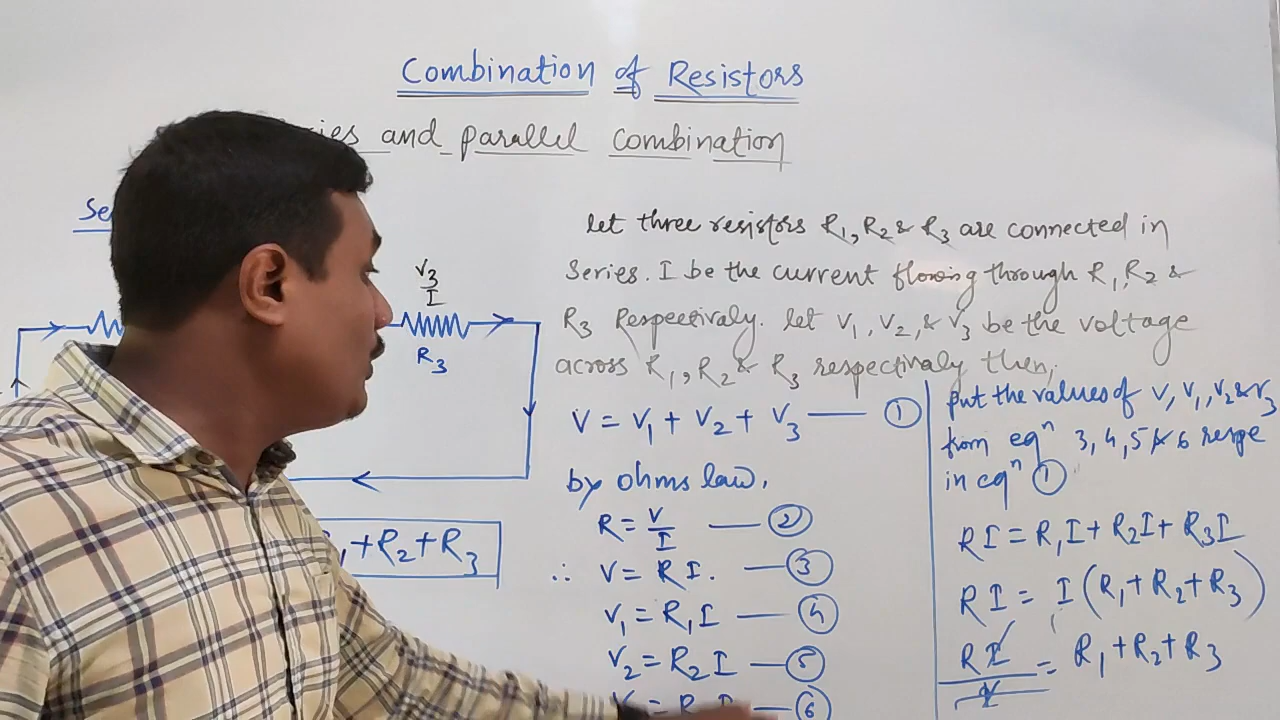 Combination of Resistors
and parallel combination
Se
V3
I
R3
+R2+R3
let three resistors R1, R2 & R3 are connected in
Series. I be the current flowing through R1, R2 &
R3 Respectivaly. let V1, V2, & V3 be the voltage
across R1, R2 & R3 respectivaly then,
V = V1 + V2 + V3 — ①
by ohms law,
R = V/I — ②
∴ V = RI. — ③
V1 = R1I — ④
V2 = R2I — ⑤
— ⑥
put the values of V, V1, V2 & V3
from eqⁿ 3, 4, 5 & 6 respe
in eqⁿ ①
RI = R1I + R2I + R3I
RI = I (R1 + R2 + R3)
RI/I = R1 + R2 + R3